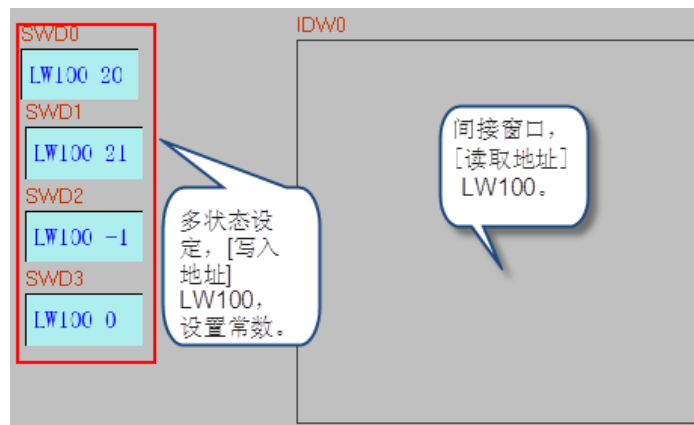 SWD0
LW100 20
SWD1
LW100 21
SWD2
LW100 -1
SWD3
LW100 0
多状态设
定，[写入
地址]
LW100，
设置常数。
IDW0
间接窗口，
[读取地址]
LW100。